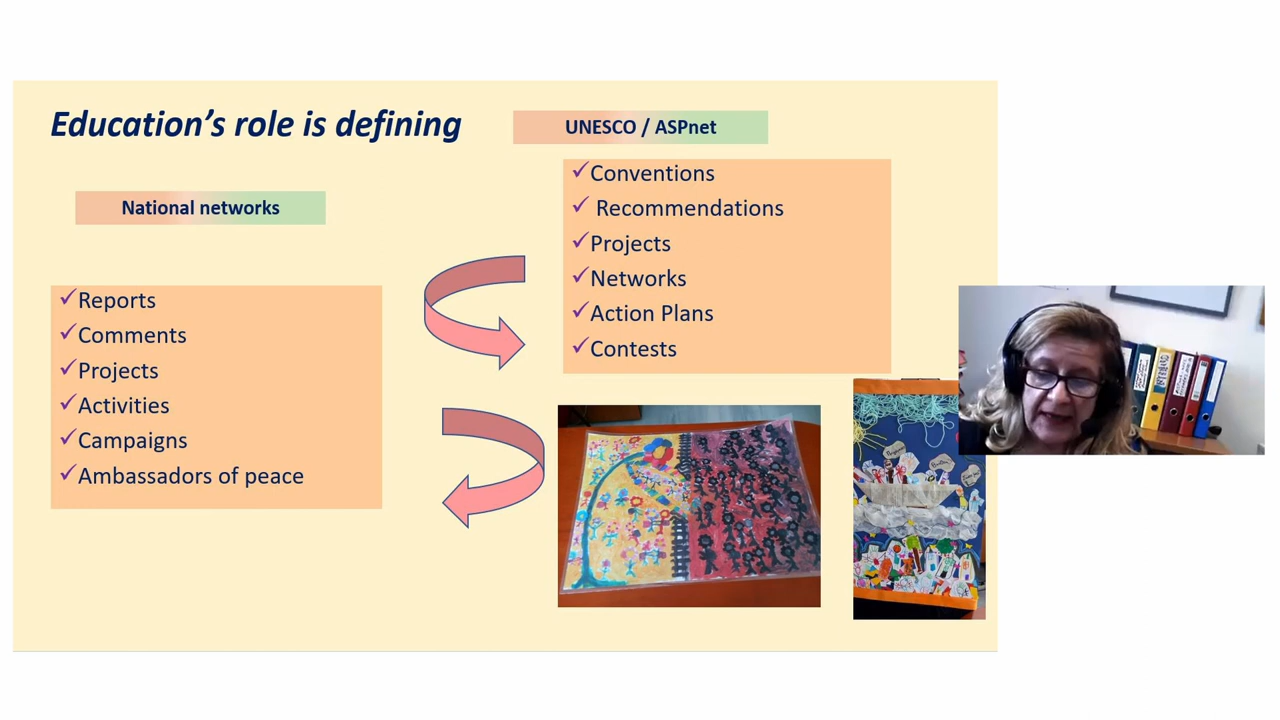 Education's role is defining
UNESCO / ASPnet
National networks
Conventions
Recommendations
Projects
Networks
Action Plans
Contests
Reports
Comments
Projects
Activities
Campaigns
Ambassadors of peace